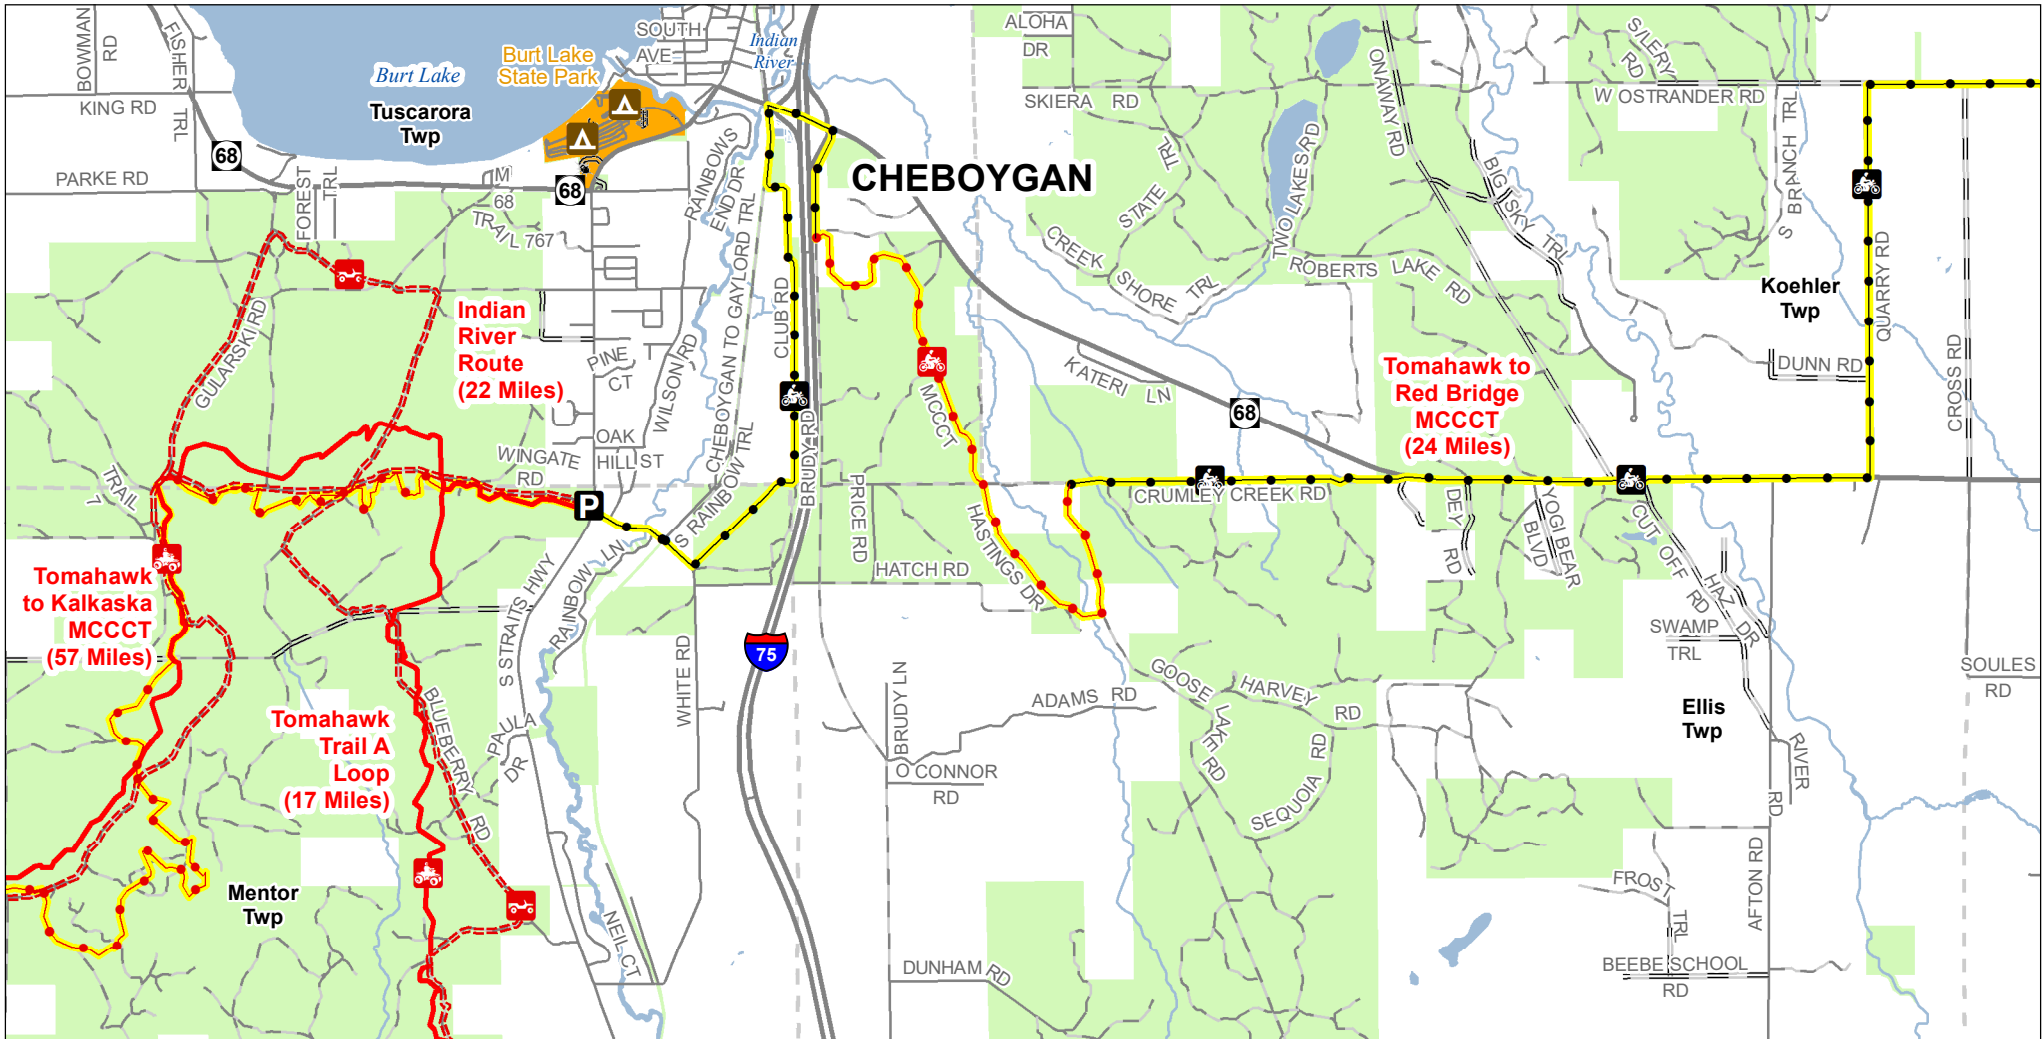 BOWMAN
RD
FISHER
TRL
KING RD
68
PARKE RD
FOREST
TRL
Burt Lake
Tuscarora
Twp
Burt Lake
State Park
SOUTH
AVE
Indian
River
M
68
68
TRAIL 767
RAINBOWS
END DR
CHEBOYGAN TO GAYLORD TRL
CLUB RD
CHEBOYGAN
ALOHA
DR
SKIERA RD
ONAWAY RD
S/LERY
RD
W OSTRANDER RD
S BRANCH TRL
BIG SKY TRL
TWO LAKES RD
STATE TRL
CREEK
SHORE TRL
ROBERTS LAKE RD
Koehler
Twp
QUARRY RD
CROSS RD
DUNN RD
GULARSKI RD
Indian
River
Route
(22 Miles)
PINE
CT
WILSON RD
OAK
HILL ST
WINGATE
RD
S RAINBOW TRL
BRUDY RD
MCCCT
KATERI LN
68
Tomahawk to
Red Bridge
MCCCT
(24 Miles)
TRAIL
7
P
PRICE RD
HASTINGS DR
HATCH RD
CRUMLEY CREEK RD
DEY
RD
YOGI BEAR
BLVD
CUT OFF RD
HAZ DR
SWAMP
TRL
SOULES
RD
Tomahawk
to Kalkaska
MCCCT
(57 Miles)
S STRAITS HWY
RAINBOW LN
WHITE RD
75
BRUDY LN
ADAMS RD
GOOSE
LAKE RD
HARVEY
RD
SEQUOIA RD
Ellis
Twp
RIVER
RD
Tomahawk
Trail A
Loop
(17 Miles)
BLUEBERRY
RD
PAULA
DR
O CONNOR
RD
Mentor
Twp
NEIL CT
DUNHAM RD
FROST
TRL
AFTON RD
BEEBE SCHOOL
RD